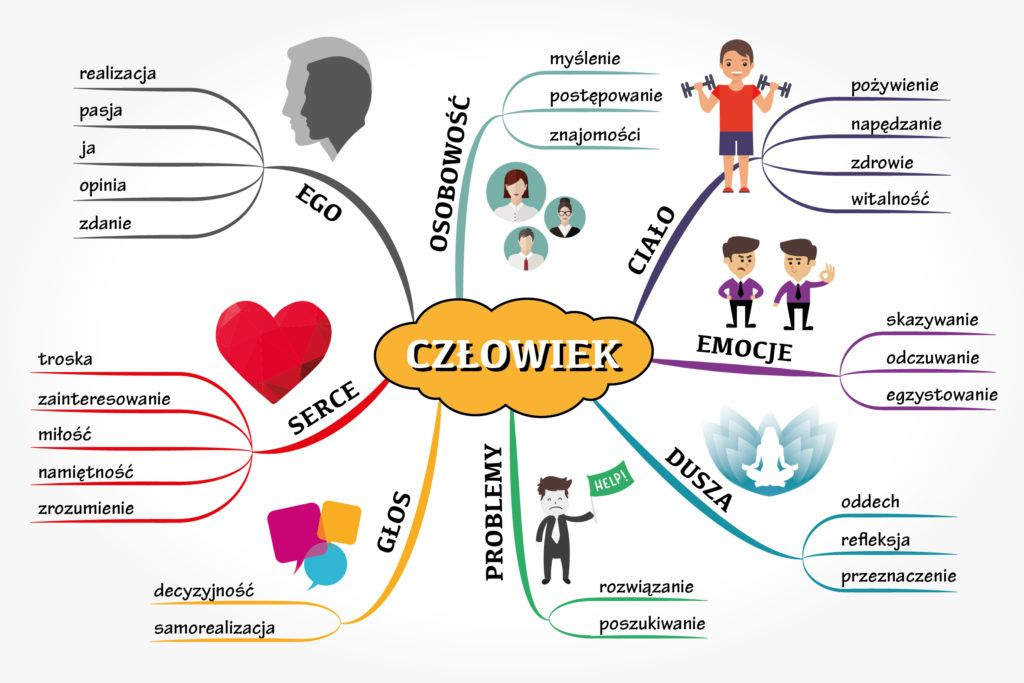 CZŁOWIEK
EGO
realizacja
pasja
ja
opinia
zdanie
OSOBOWOŚĆ
myślenie
postępowanie
znajomości
CIAŁO
pożywienie
napędzanie
zdrowie
witalność
EMOCJE
skazywanie
odczuwanie
egzystowanie
DUSZA
oddech
refleksja
przeznaczenie
PROBLEMY
HELP!
rozwiązanie
poszukiwanie
GŁOS
decyzyjność
samorealizacja
SERCE
troska
zainteresowanie
miłość
namiętność
zrozumienie